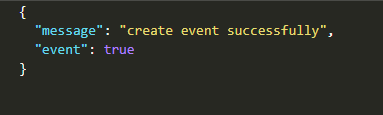 {
"message": "create event successfully",
"event": true
}